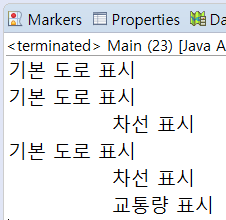 Markers Properties Da
<terminated> Main (23) [Java A
기본 도로 표시
기본 도로 표시
차선 표시
기본 도로 표시
차선 표시
교통량 표시